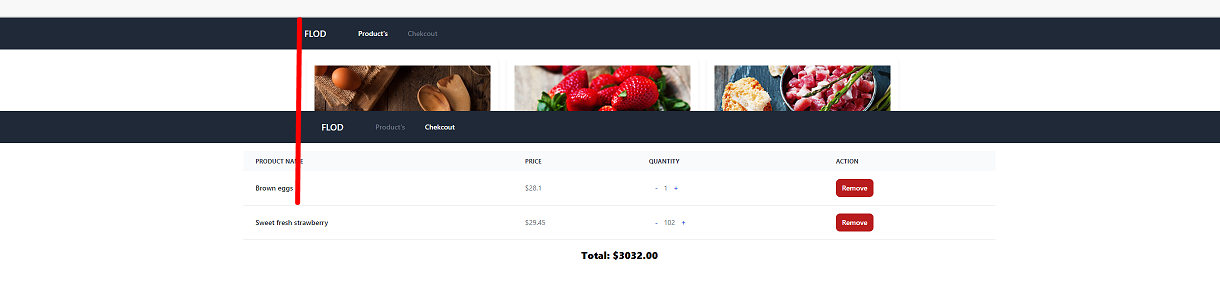 FLOD Product's Chekcout
FLOD Product's Chekcout
PRODUCT NAME PRICE QUANTITY ACTION
Brown eggs $28.1 - 1 + Remove
Sweet fresh strawberry $29.45 - 102 + Remove
Total: $3032.00